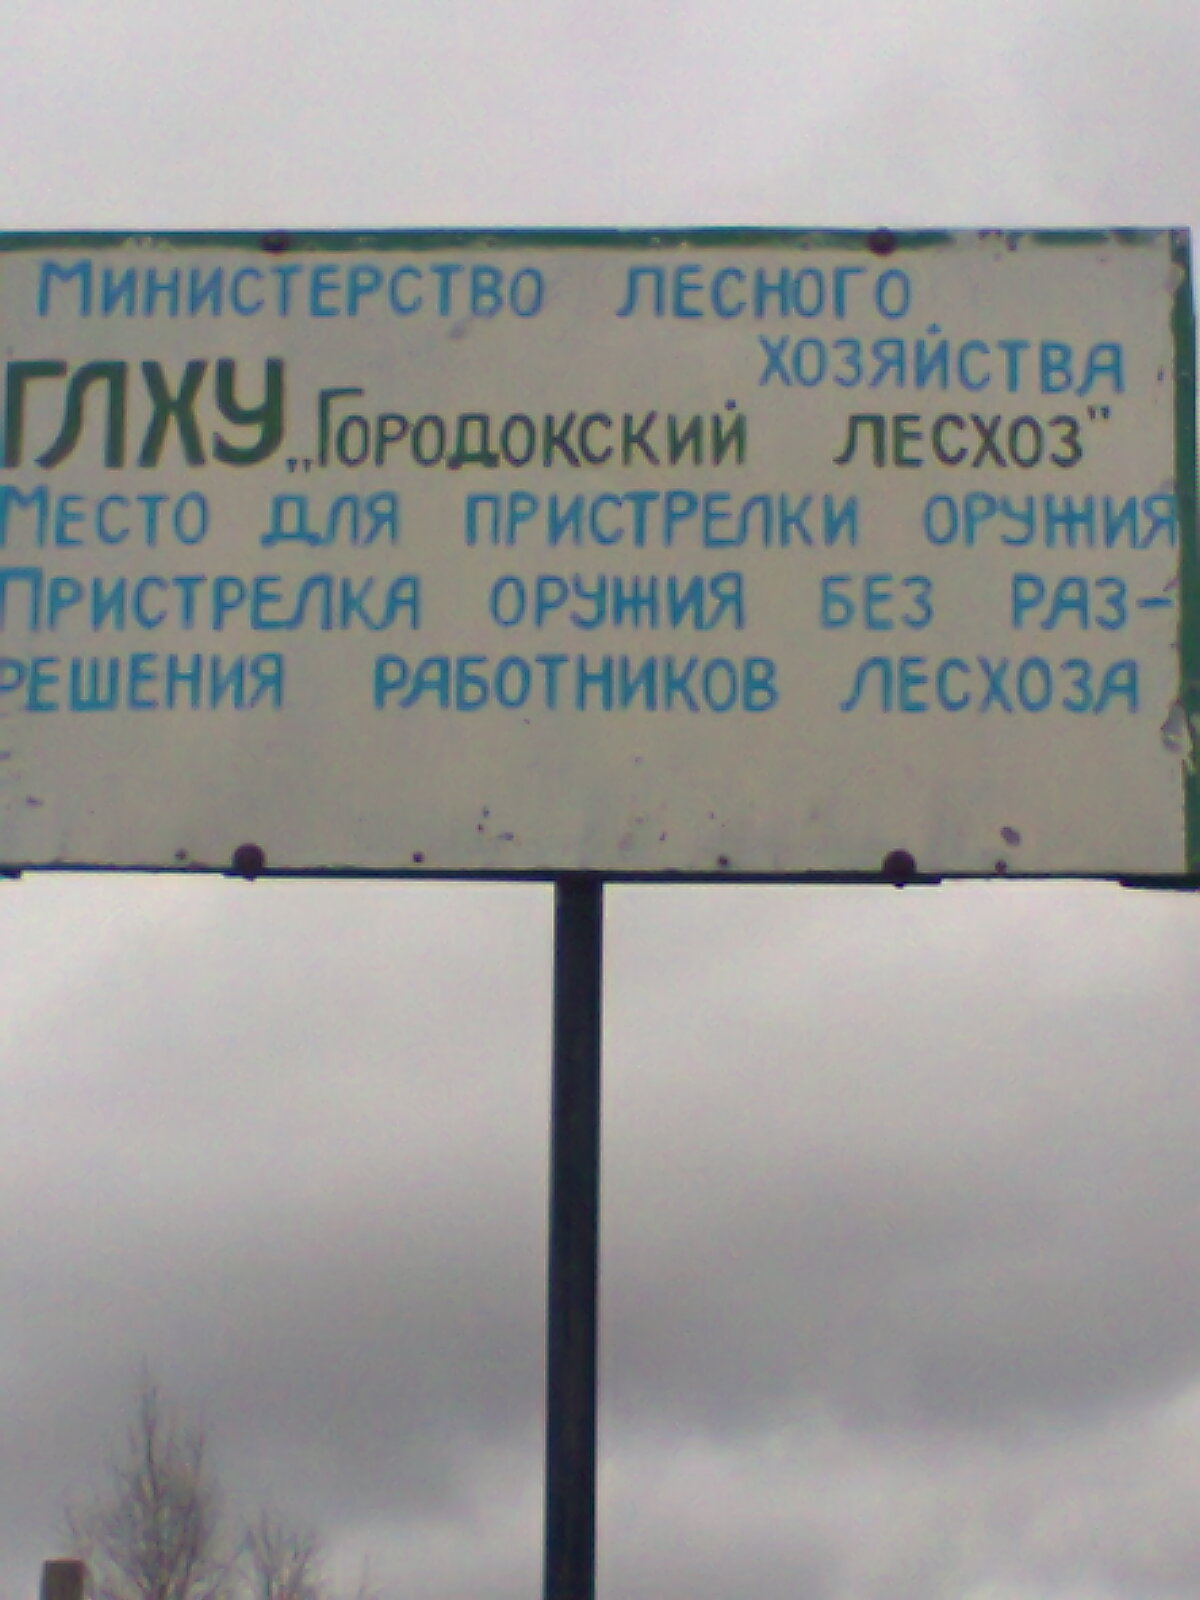 Министерство лесного
хозяйства
ГЛХУ „Городокский лесхоз"
Место для пристрелки оружия
Пристрелка оружия без раз-
решения работников лесхоза